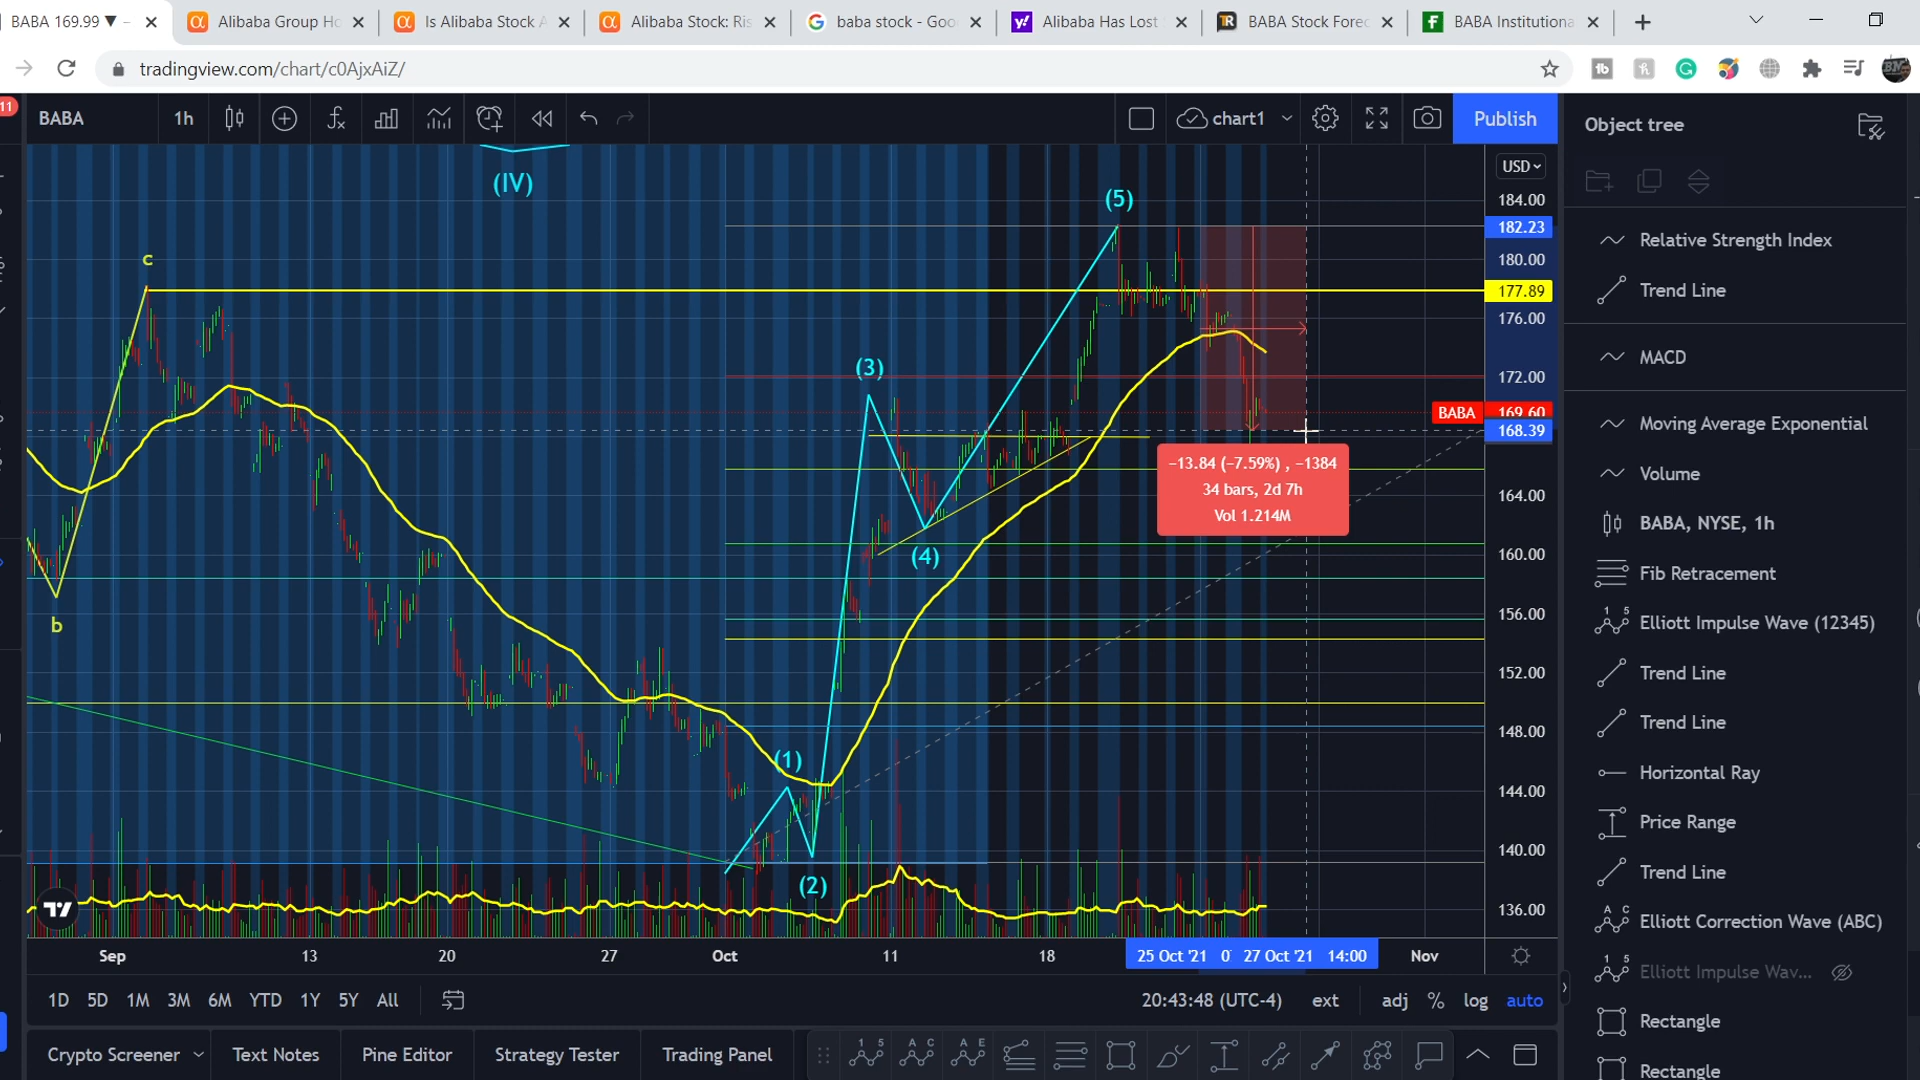 BABA 169.99 ▼ −
Alibaba Group Ho
Is Alibaba Stock A
Alibaba Stock: Ris
baba stock - Goo
Alibaba Has Lost
BABA Stock Forec
BABA Institutiona
tradingview.com/chart/c0AjxAiZ/
11
BABA
1h
chart1
Publish
Object tree
USD
(IV)
(5)
184.00
182.23
Relative Strength Index
c
180.00
177.89
Trend Line
176.00
MACD
(3)
172.00
BABA
169.60
168.39
Moving Average Exponential
−13.84 (−7.59%) , −1384
34 bars, 2d 7h
Vol 1.214M
Volume
164.00
BABA, NYSE, 1h
(4)
160.00
Fib Retracement
b
156.00
Elliott Impulse Wave (12345)
152.00
Trend Line
148.00
Trend Line
(1)
144.00
Horizontal Ray
140.00
Price Range
(2)
Trend Line
136.00
Elliott Correction Wave (ABC)
Sep
13
20
27
Oct
11
18
25 Oct '21
27 Oct '21 14:00
Nov
Elliott Impulse Wav...
1D 5D 1M 3M 6M YTD 1Y 5Y All
20:43:48 (UTC-4)
ext
adj
%
log
auto
Rectangle
Crypto Screener
Text Notes
Pine Editor
Strategy Tester
Trading Panel
Rectangle